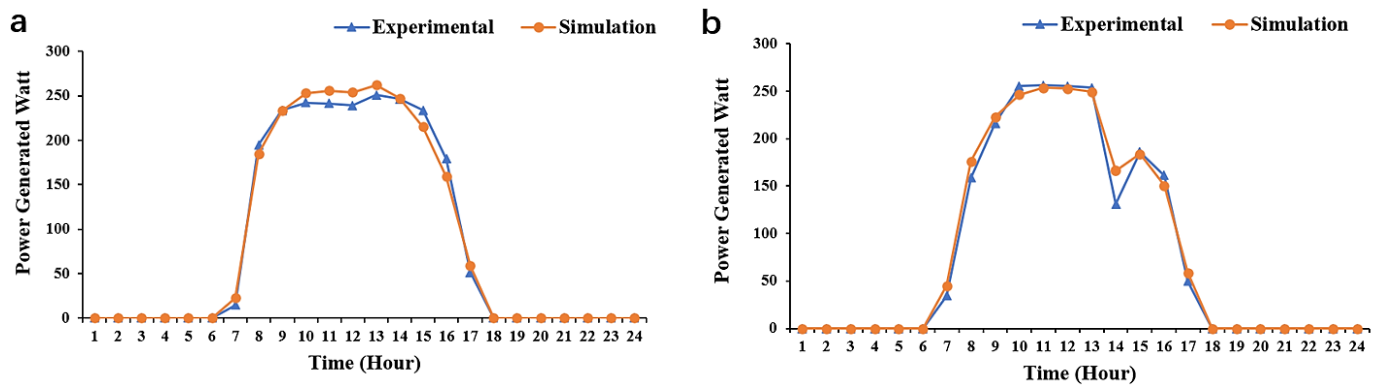 a
Experimental Simulation
Power Generated Watt
300
250
200
150
100
50
0
1 2 3 4 5 6 7 8 9 10 11 12 13 14 15 16 17 18 19 20 21 22 23 24
Time (Hour)
b
Experimental Simulation
Power Generated Watt
300
250
200
150
100
50
0
1 2 3 4 5 6 7 8 9 10 11 12 13 14 15 16 17 18 19 20 21 22 23 24
Time (Hour)